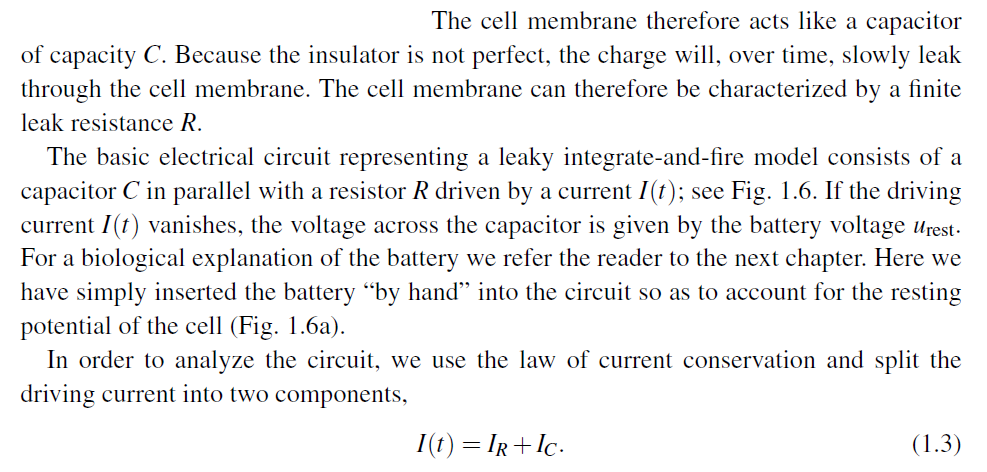 The cell membrane therefore acts like a capacitor
of capacity C. Because the insulator is not perfect, the charge will, over time, slowly leak
through the cell membrane. The cell membrane can therefore be characterized by a finite
leak resistance R.
The basic electrical circuit representing a leaky integrate-and-fire model consists of a
capacitor C in parallel with a resistor R driven by a current I(t); see Fig. 1.6. If the driving
current I(t) vanishes, the voltage across the capacitor is given by the battery voltage u_rest.
For a biological explanation of the battery we refer the reader to the next chapter. Here we
have simply inserted the battery “by hand” into the circuit so as to account for the resting
potential of the cell (Fig. 1.6a).
In order to analyze the circuit, we use the law of current conservation and split the
driving current into two components,
I(t) = I_R + I_C. (1.3)